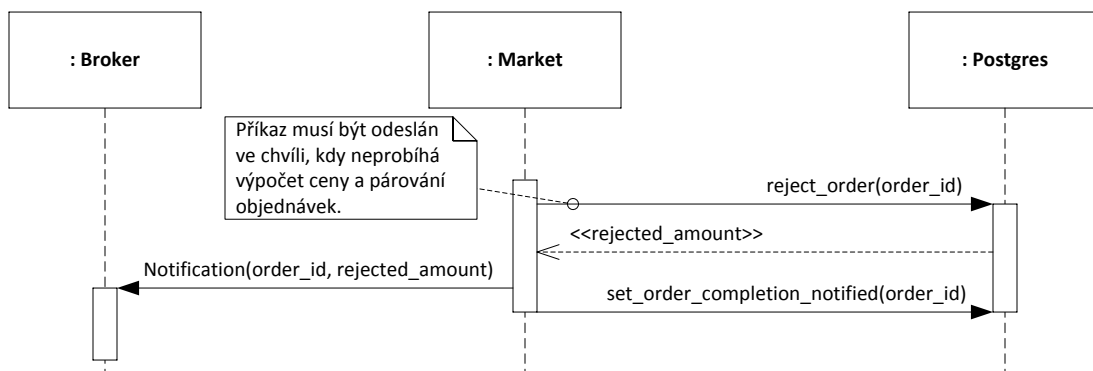 : Broker
: Market
: Postgres
Příkaz musí být odeslán
ve chvíli, kdy neprobíhá
výpočet ceny a párování
objednávek.
reject_order(order_id)
<<rejected_amount>>
Notification(order_id, rejected_amount)
set_order_completion_notified(order_id)